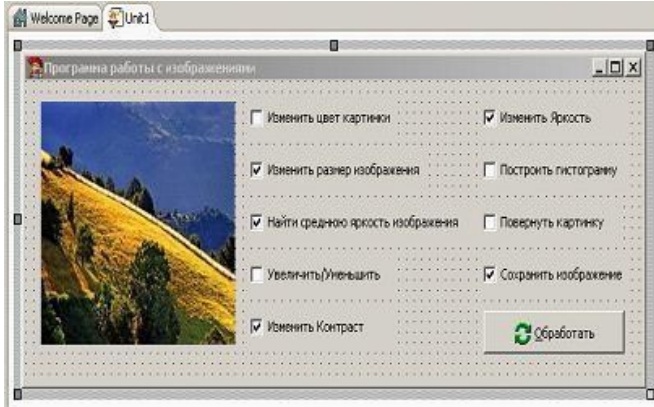 Welcome Page Unit1
Программа работы с изображениями
Изменить цвет картинки
Изменить Яркость
Изменить размер изображения
Построить гистограмму
Найти среднюю яркость изображения
Повернуть картинку
Увеличить/Уменьшить
Сохранить изображение
Изменить Контраст
Обработать